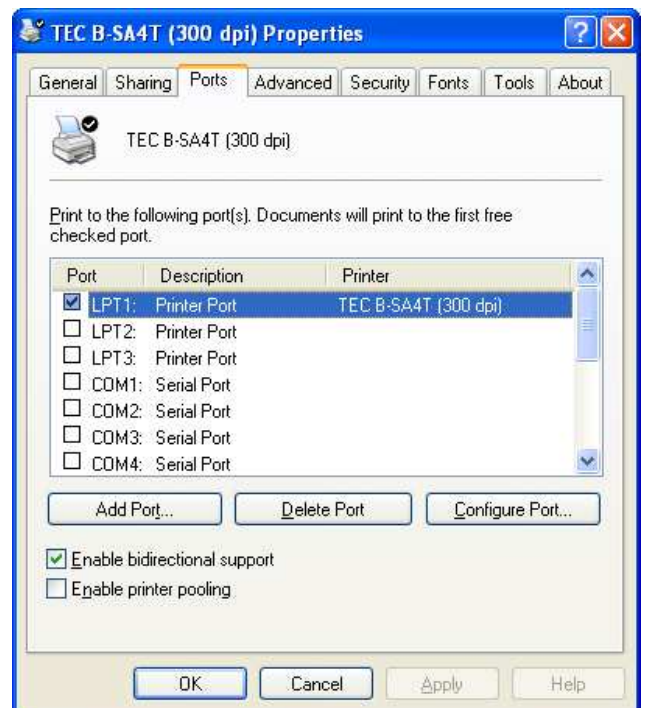 TEC B-SA4T (300 dpi) Properties
General Sharing Ports Advanced Security Fonts Tools About
TEC B-SA4T (300 dpi)
Print to the following port(s). Documents will print to the first free
checked port.
Port Description Printer
LPT1: Printer Port TEC B-SA4T (300 dpi)
LPT2: Printer Port
LPT3: Printer Port
COM1: Serial Port
COM2: Serial Port
COM3: Serial Port
COM4: Serial Port
Add Port... Delete Port Configure Port...
Enable bidirectional support
Enable printer pooling
OK Cancel Apply Help